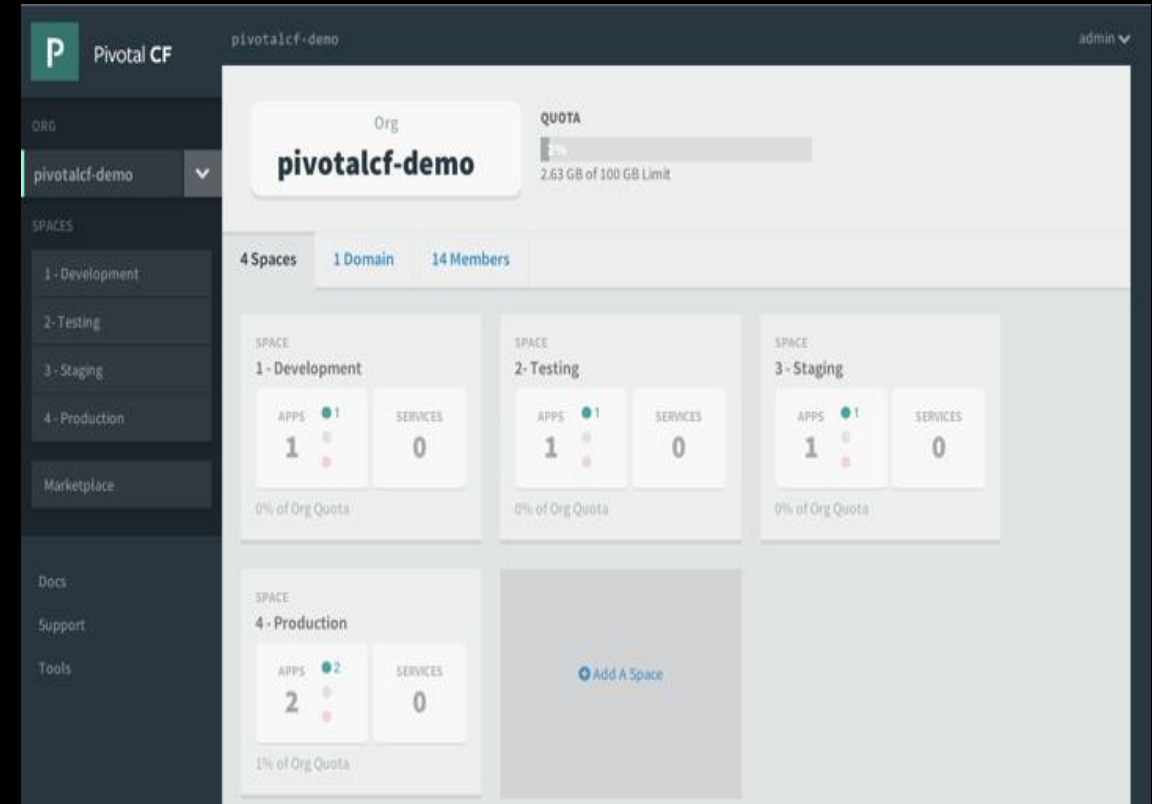 P Pivotal CF
pivotalcf-demo
admin
ORG
pivotalcf-demo
SPACES
1 - Development
2- Testing
3 - Staging
4 - Production
Marketplace
Docs
Support
Tools
Org
pivotalcf-demo
QUOTA
2%
2.63 GB of 100 GB Limit
4 Spaces 1 Domain 14 Members
SPACE
1 - Development
APPS 1 SERVICES
1 0
0% of Org Quota
SPACE
2- Testing
APPS 1 SERVICES
1 0
0% of Org Quota
SPACE
3 - Staging
APPS 1 SERVICES
1 0
0% of Org Quota
SPACE
4 - Production
APPS 2 SERVICES
2 0
1% of Org Quota
Add A Space